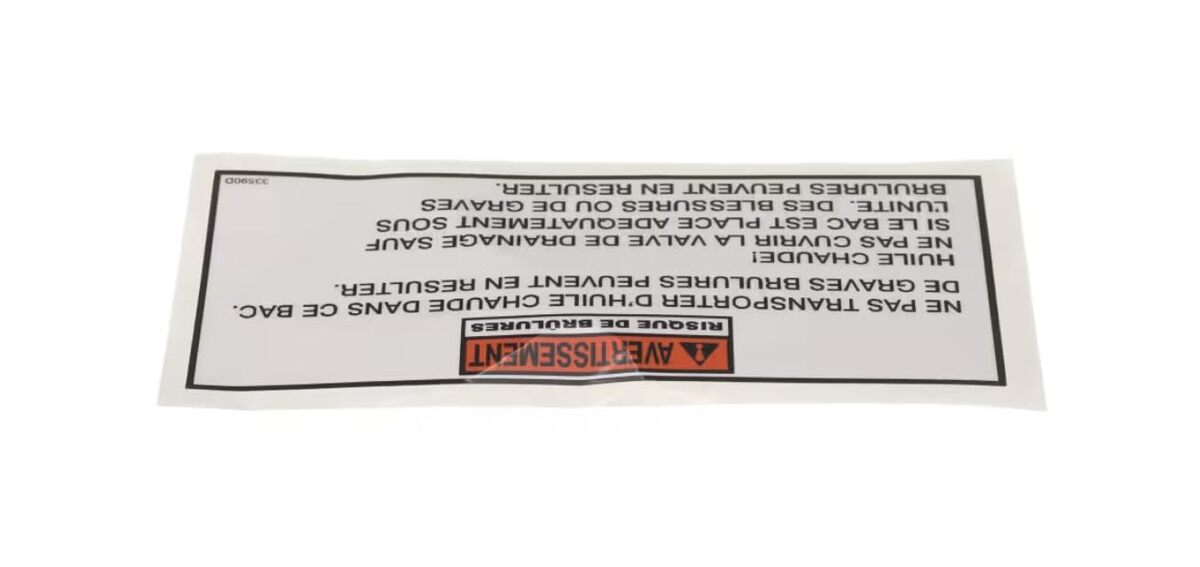 AVERTISSEMENT
RISQUE DE BRÛLURES
NE PAS TRANSPORTER D'HUILE CHAUDE DANS CE BAC.
DE GRAVES BRULURES PEUVENT EN RESULTER.
HUILE CHAUDE!
NE PAS CUVRIR LA VALVE DE DRAINAGE SAUF
SI LE BAC EST PLACE ADEQUATEMENT SOUS
L'UNITE. DES BLESSURES OU DE GRAVES
BRULURES PEUVENT EN RESULTER.
33590D